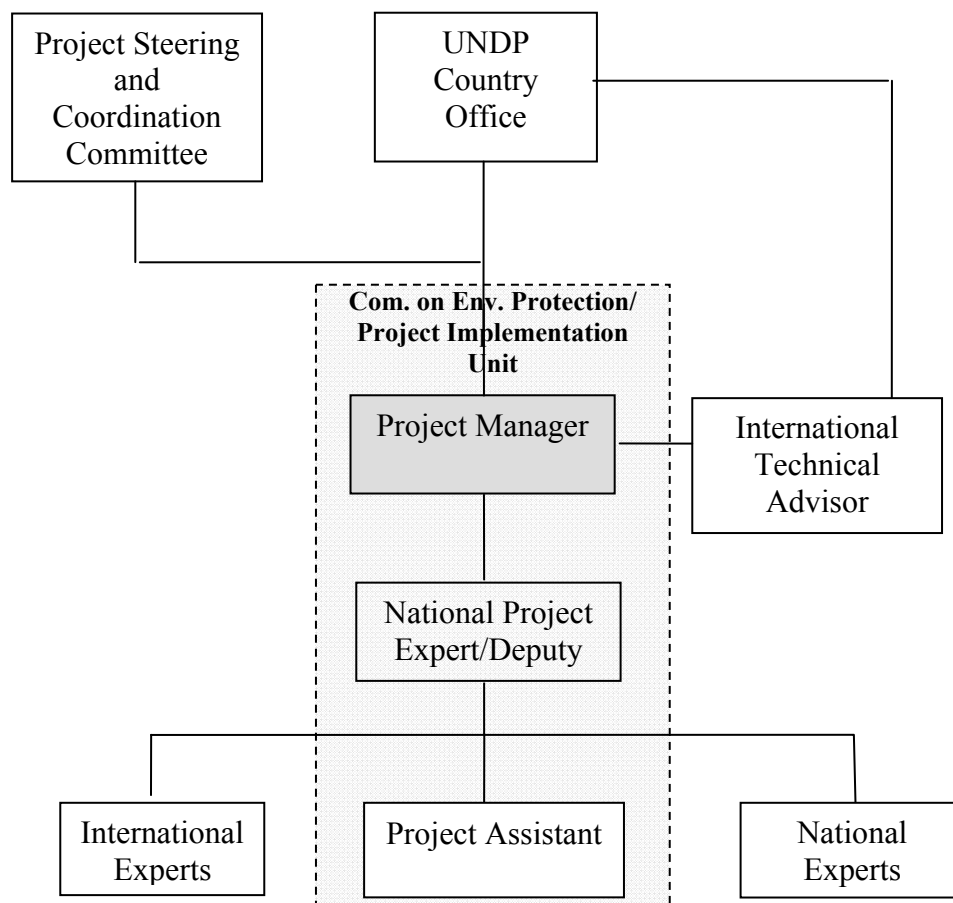 Project Steering
and
Coordination
Committee
UNDP
Country
Office
Com. on Env. Protection/
Project Implementation
Unit
Project Manager
International
Technical
Advisor
National Project
Expert/Deputy
International
Experts
Project Assistant
National
Experts